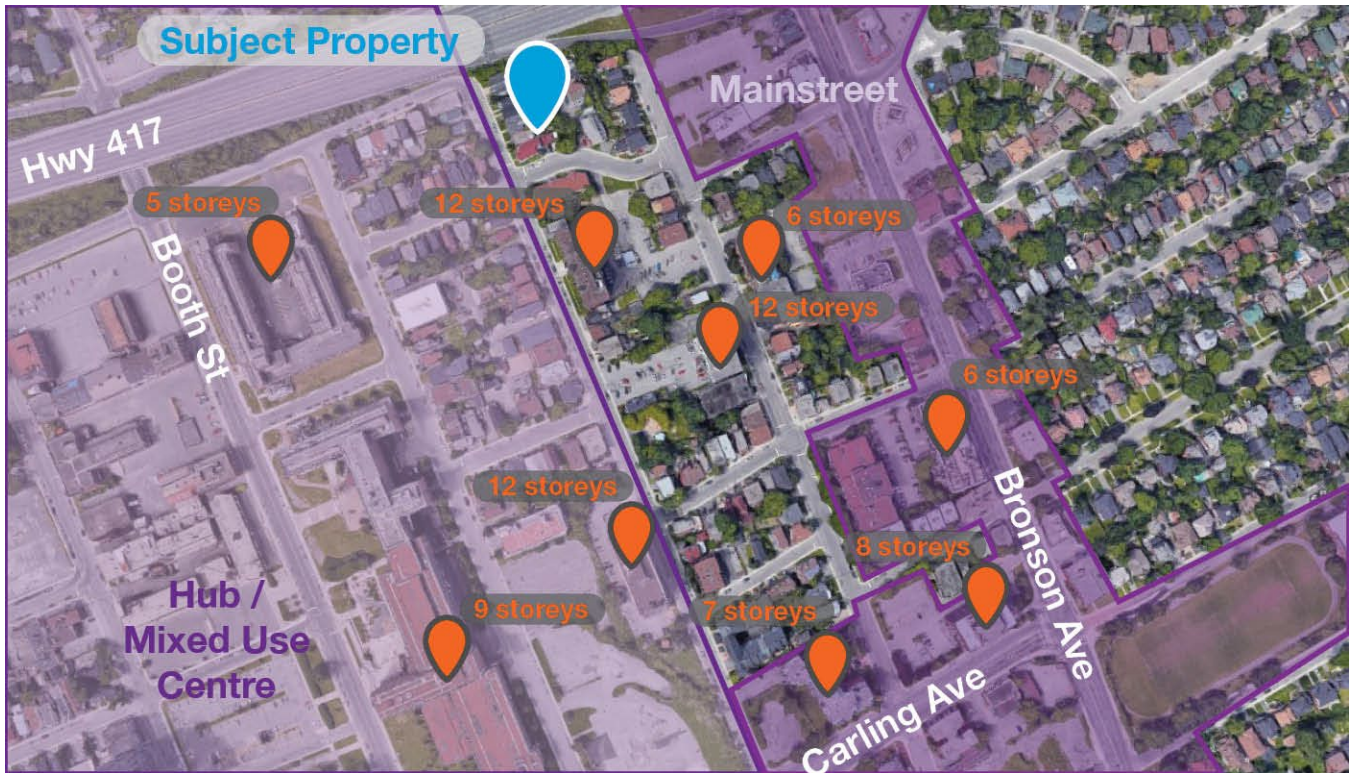 Subject Property
Mainstreet
Hwy 417
5 storeys
12 storeys
6 storeys
Booth St
12 storeys
6 storeys
12 storeys
Bronson Ave
8 storeys
Hub /
Mixed Use
Centre
9 storeys
7 storeys
Carling Ave